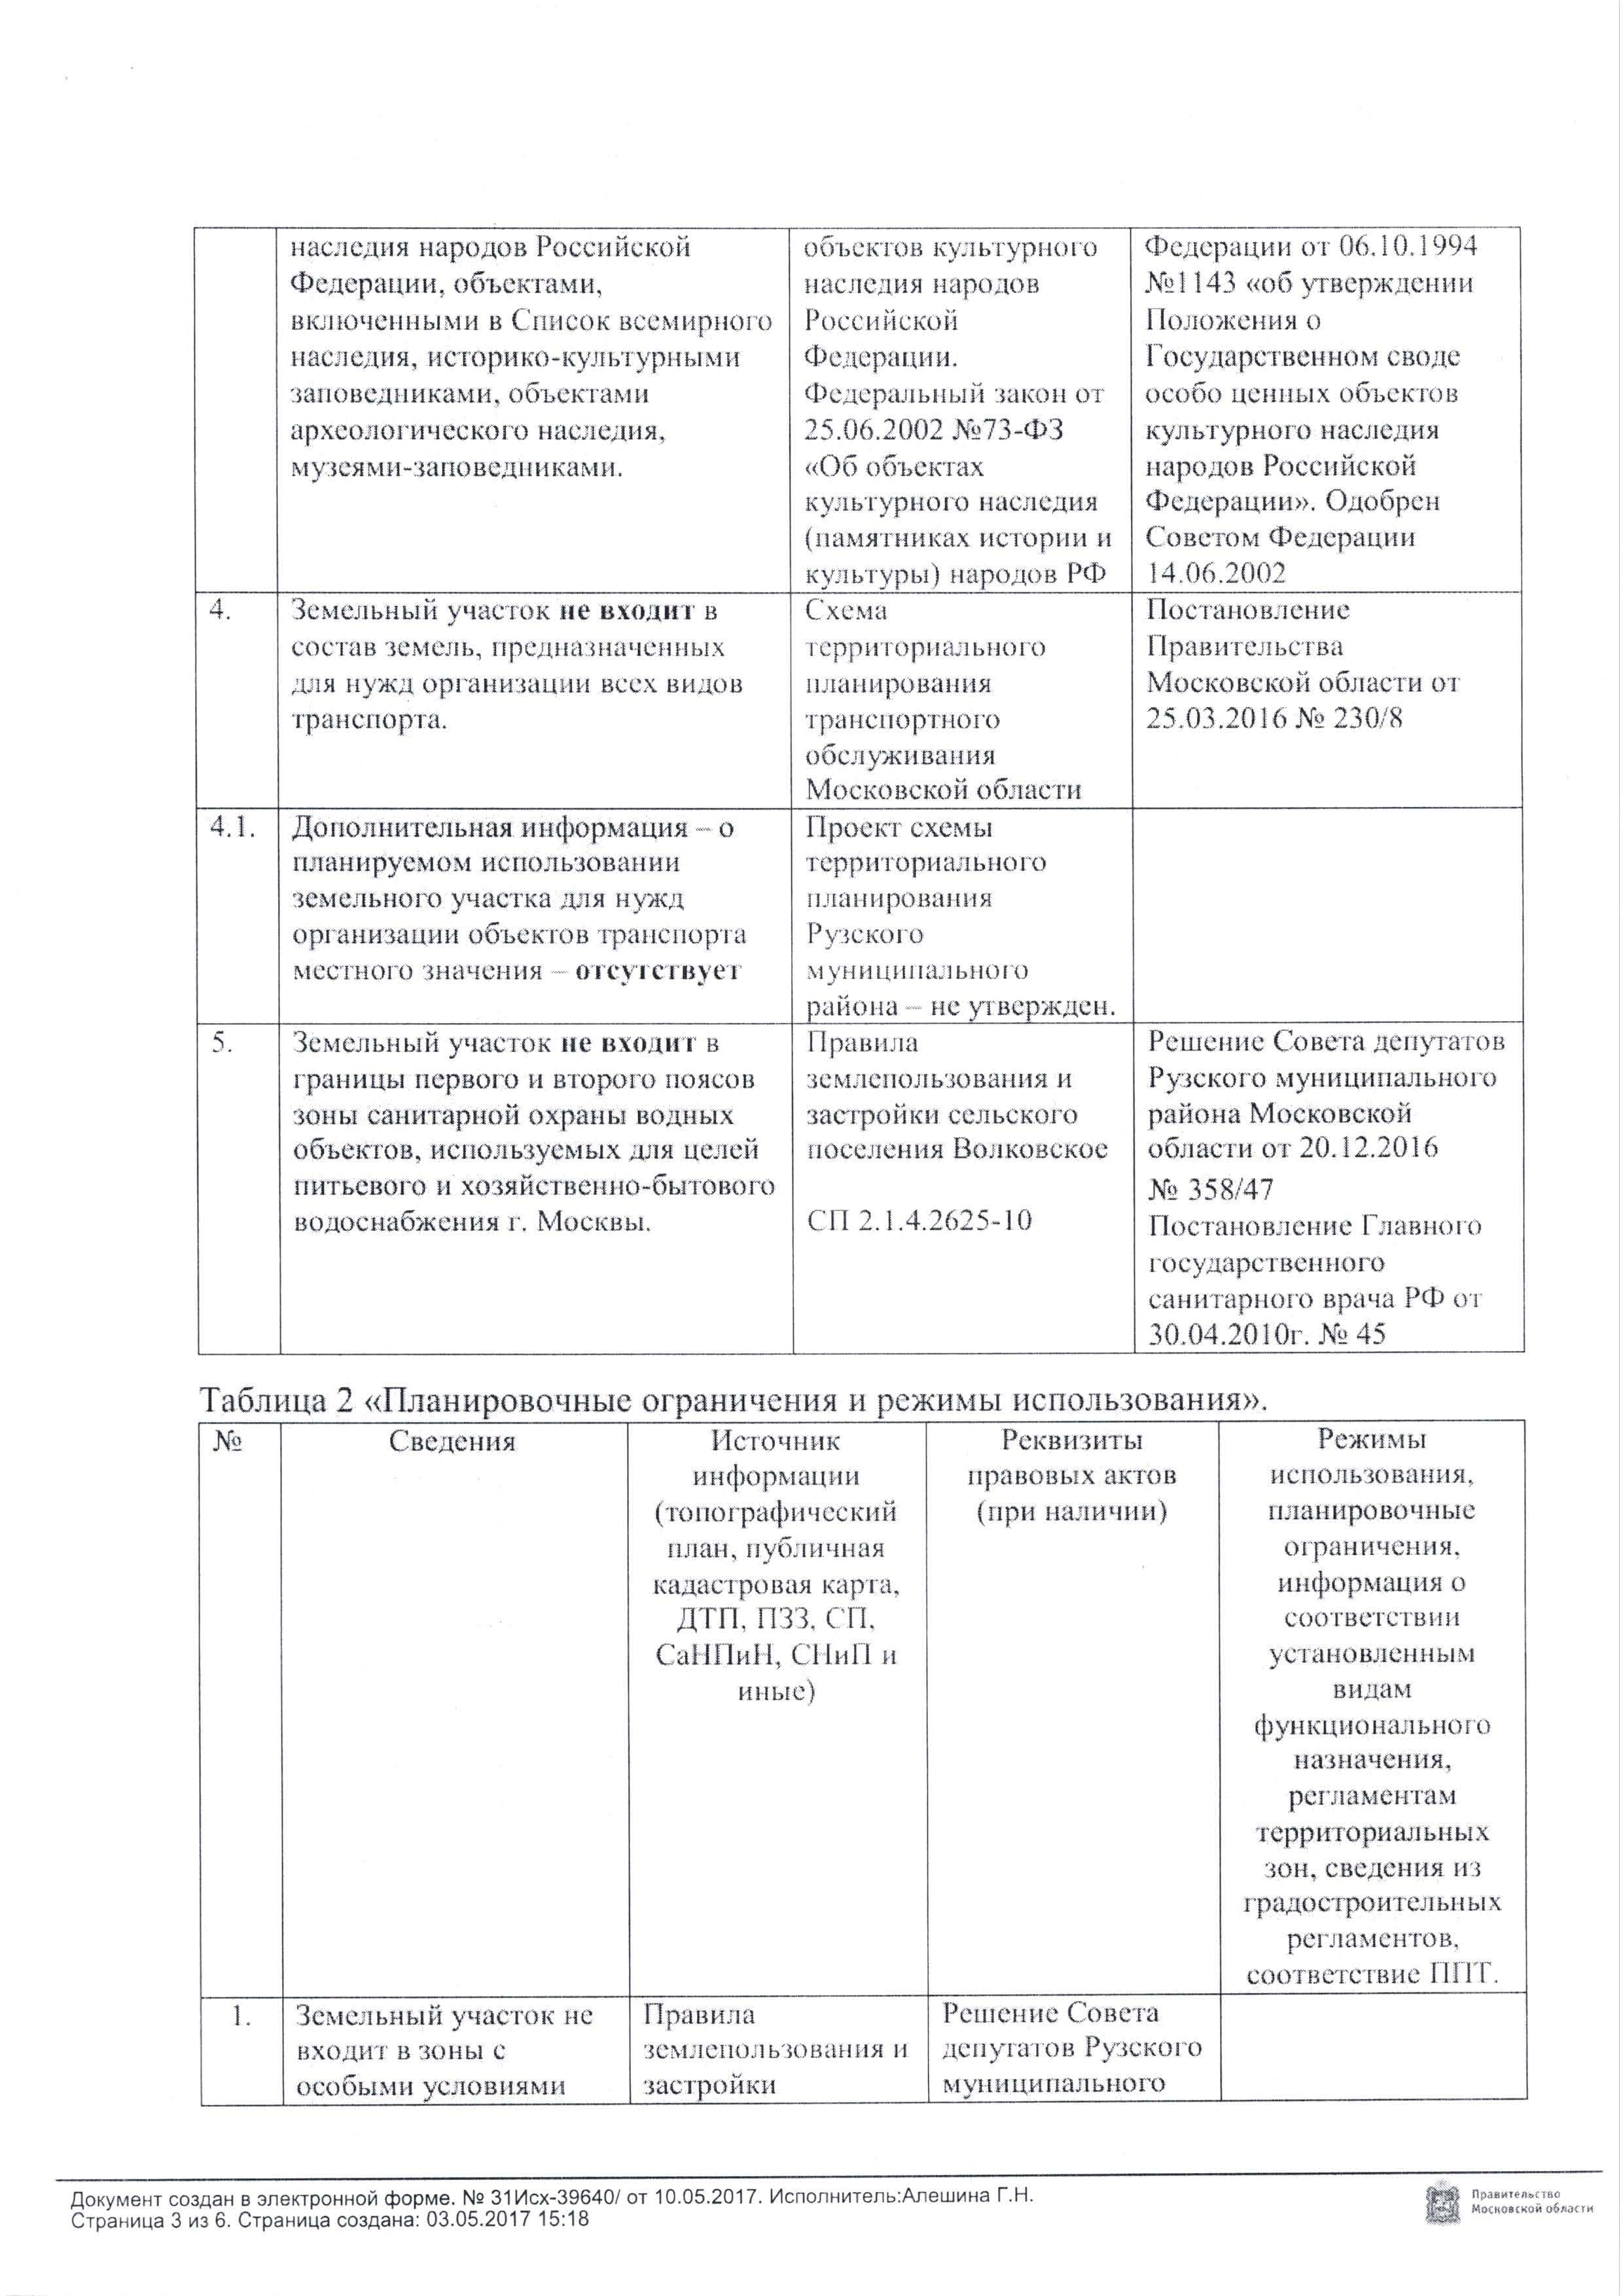 наследия народов Российской
Федерации, объектами,
включенными в Список всемирного
наследия, историко-культурными
заповедниками, объектами
археологического наследия,
музеями-заповедниками.
объектов культурного
наследия народов
Российской
Федерации.
Федеральный закон от
25.06.2002 №73-ФЗ
«Об объектах
культурного наследия
(памятниках истории и
культуры) народов РФ
Федерации от 06.10.1994
№1143 «об утверждении
Положения о
Государственном своде
особо ценных объектов
культурного наследия
народов Российской
Федерации». Одобрен
Советом Федерации
14.06.2002
4.
Земельный участок не входит в
состав земель, предназначенных
для нужд организации всех видов
транспорта.
Схема
территориального
планирования
транспортного
обслуживания
Московской области
Постановление
Правительства
Московской области от
25.03.2016 № 230/8
4.1.
Дополнительная информация – о
планируемом использовании
земельного участка для нужд
организации объектов транспорта
местного значения – отсутствует
Проект схемы
территориального
планирования
Рузского
муниципального
района – не утвержден.
5.
Земельный участок не входит в
границы первого и второго поясов
зоны санитарной охраны водных
объектов, используемых для целей
питьевого и хозяйственно-бытового
водоснабжения г. Москвы.
Правила
землепользования и
застройки сельского
поселения Волковское
СП 2.1.4.2625-10
Решение Совета депутатов
Рузского муниципального
района Московской
области от 20.12.2016
№ 358/47
Постановление Главного
государственного
санитарного врача РФ от
30.04.2010г. № 45
Таблица 2 «Планировочные ограничения и режимы использования».
№
Сведения
Источник
информации
(топографический
план, публичная
кадастровая карта,
ДТП, ПЗЗ, СП,
СаНПиН, СНиП и
иные)
Реквизиты
правовых актов
(при наличии)
Режимы
использования,
планировочные
ограничения,
информация о
соответствии
установленным
видам
функционального
назначения,
регламентам
территориальных
зон, сведения из
градостроительных
регламентов,
соответствие ППТ.
1.
Земельный участок не
входит в зоны с
особыми условиями
Правила
землепользования и
застройки
Решение Совета
депутатов Рузского
муниципального
Документ создан в электронной форме. № 31Исх-39640/ от 10.05.2017. Исполнитель:Алешина Г.Н.
Страница 3 из 6. Страница создана: 03.05.2017 15:18
Правительство
Московской области